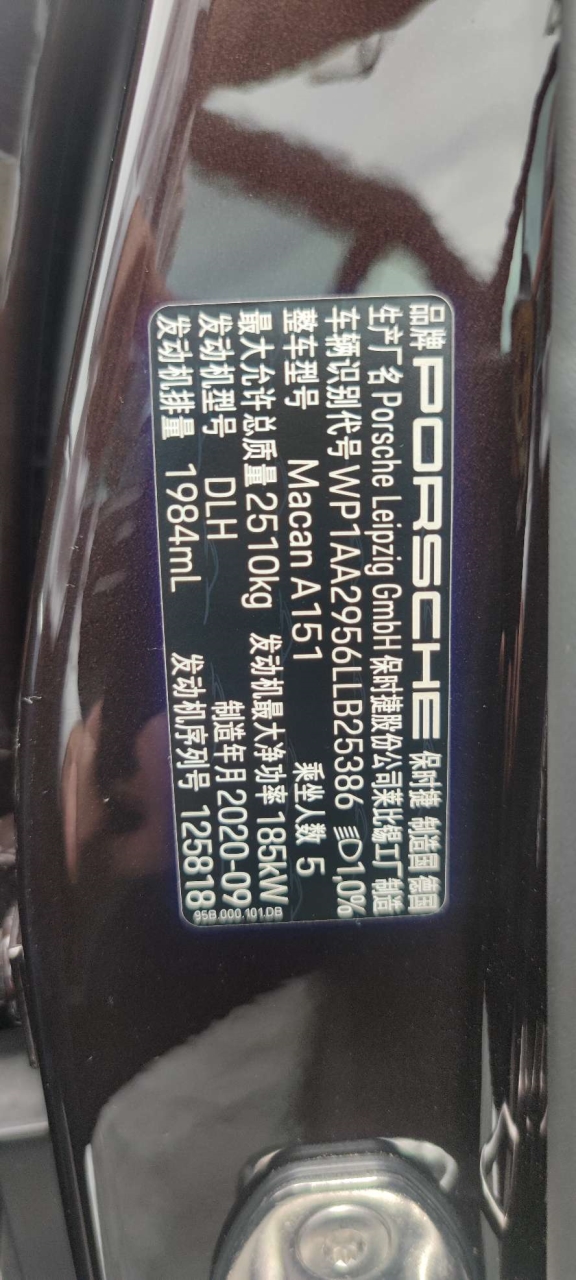 品牌 PORSCHE 保时捷 制造国 德国
生产厂名 Porsche Leipzig GmbH 保时捷股份公司莱比锡工厂 制造
车辆识别代号 WP1AA2956LLB25386 1,0%
整车型号 Macan A151 乘坐人数 5
最大允许总质量 2510kg 发动机最大净功率 185kW
发动机型号 DLH 制造年月 2020-09
发动机排量 1984mL 发动机序列号 125818
95B.000.101.DB